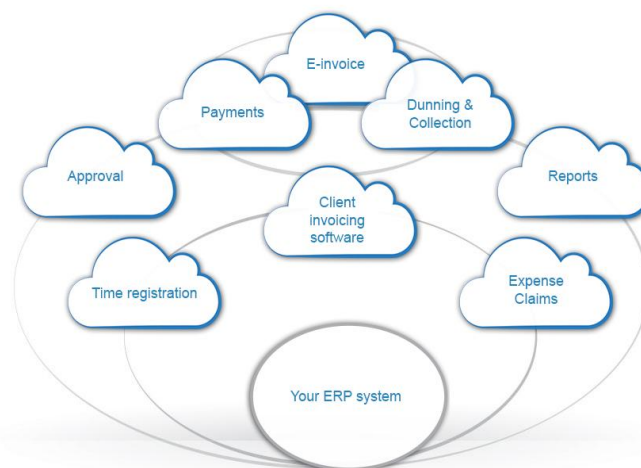 E-invoice
Payments
Dunning &
Collection
Approval
Reports
Client
invoicing
software
Time registration
Expense
Claims
Your ERP system